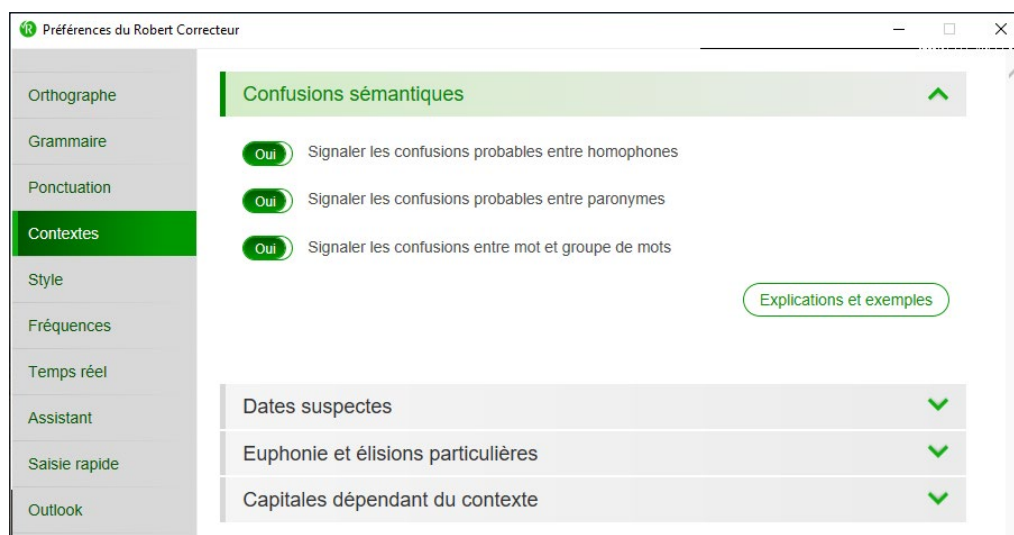 Préférences du Robert Correcteur
Orthographe
Grammaire
Ponctuation
Contextes
Style
Fréquences
Temps réel
Assistant
Saisie rapide
Outlook
Confusions sémantiques
Oui Signaler les confusions probables entre homophones
Oui Signaler les confusions probables entre paronymes
Oui Signaler les confusions entre mot et groupe de mots
Explications et exemples
Dates suspectes
Euphonie et élisions particulières
Capitales dépendant du contexte